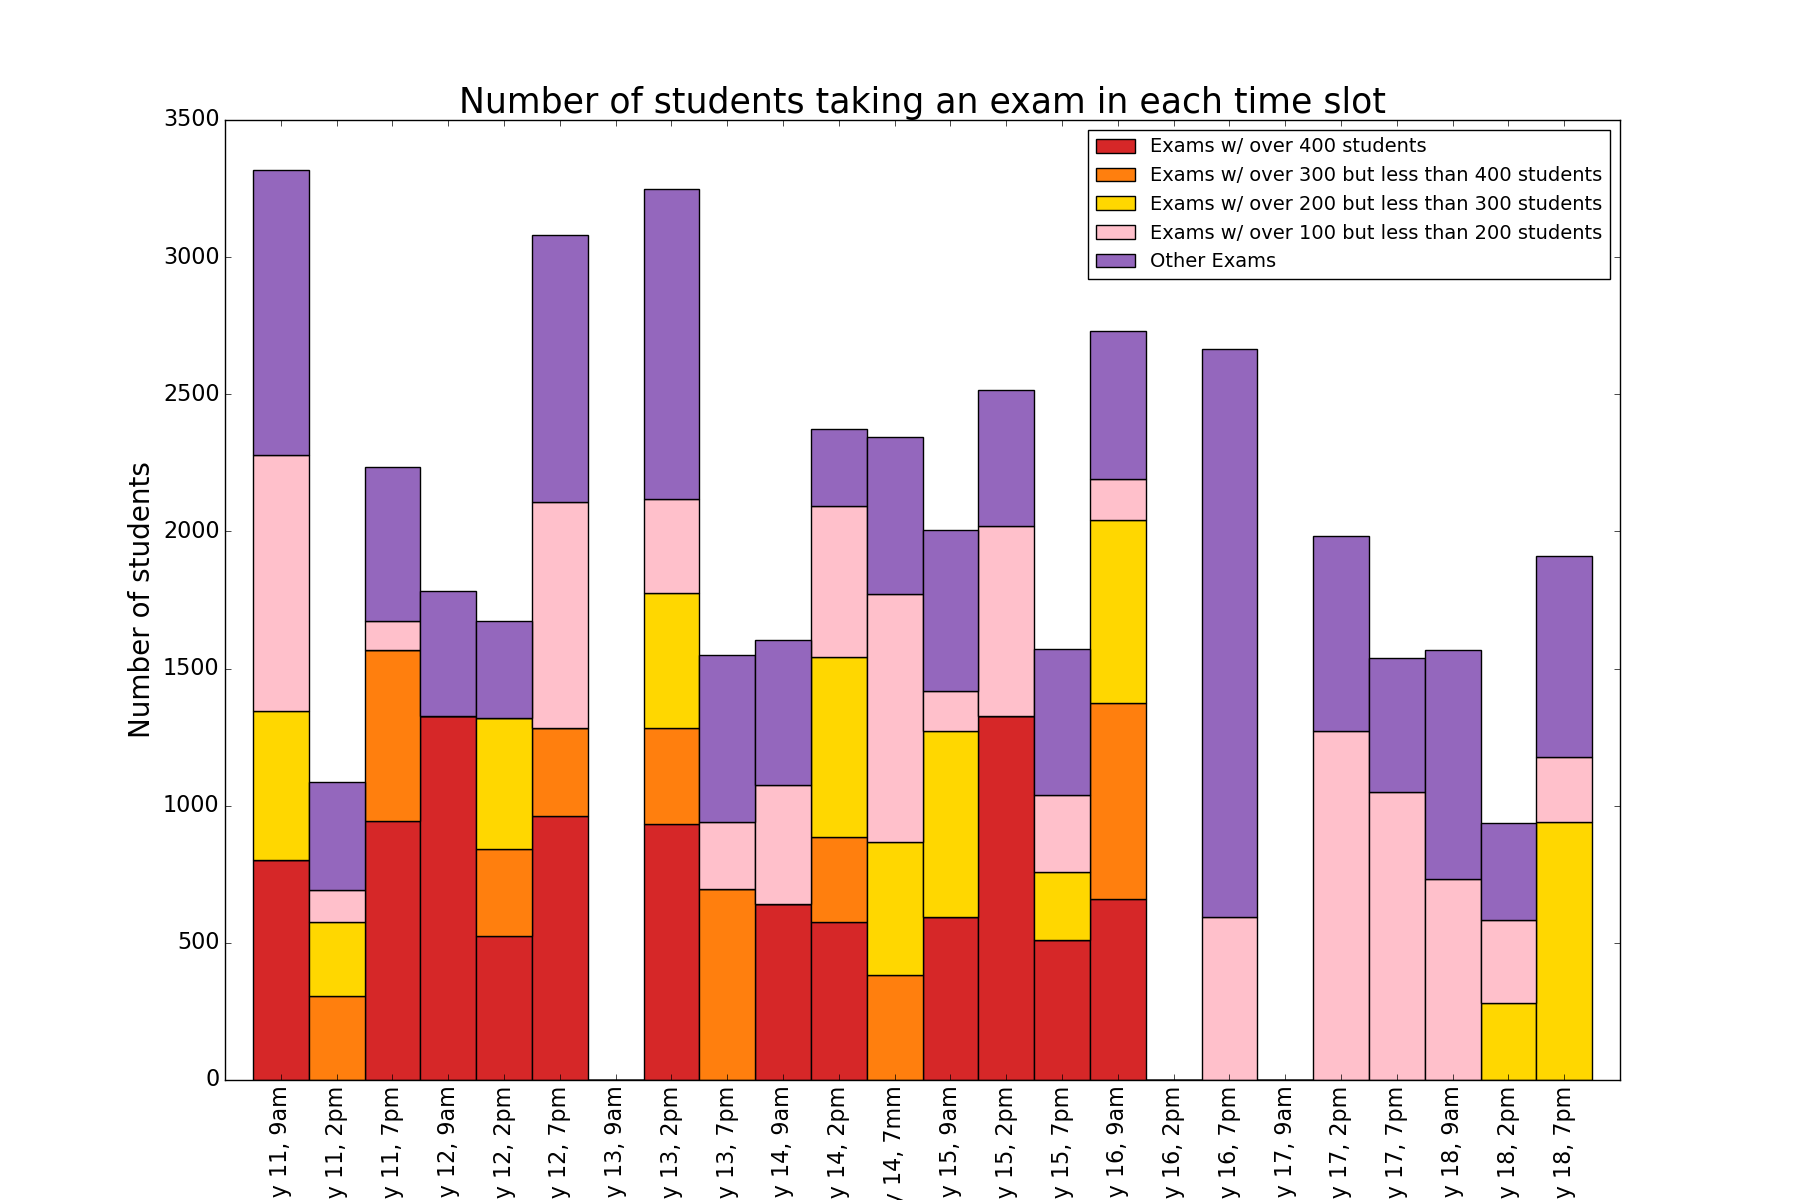 Number of students taking an exam in each time slot
Exams w/ over 400 students
Exams w/ over 300 but less than 400 students
Exams w/ over 200 but less than 300 students
Exams w/ over 100 but less than 200 students
Other Exams
Number of students
3500
3000
2500
2000
1500
1000
500
0
y 11, 9am
y 11, 2pm
y 11, 7pm
y 12, 9am
y 12, 2pm
y 12, 7pm
y 13, 9am
y 13, 2pm
y 13, 7pm
y 14, 9am
y 14, 2pm
y 14, 7mm
y 15, 9am
y 15, 2pm
y 15, 7pm
y 16, 9am
y 16, 2pm
y 16, 7pm
y 17, 9am
y 17, 2pm
y 17, 7pm
y 18, 9am
y 18, 2pm
y 18, 7pm